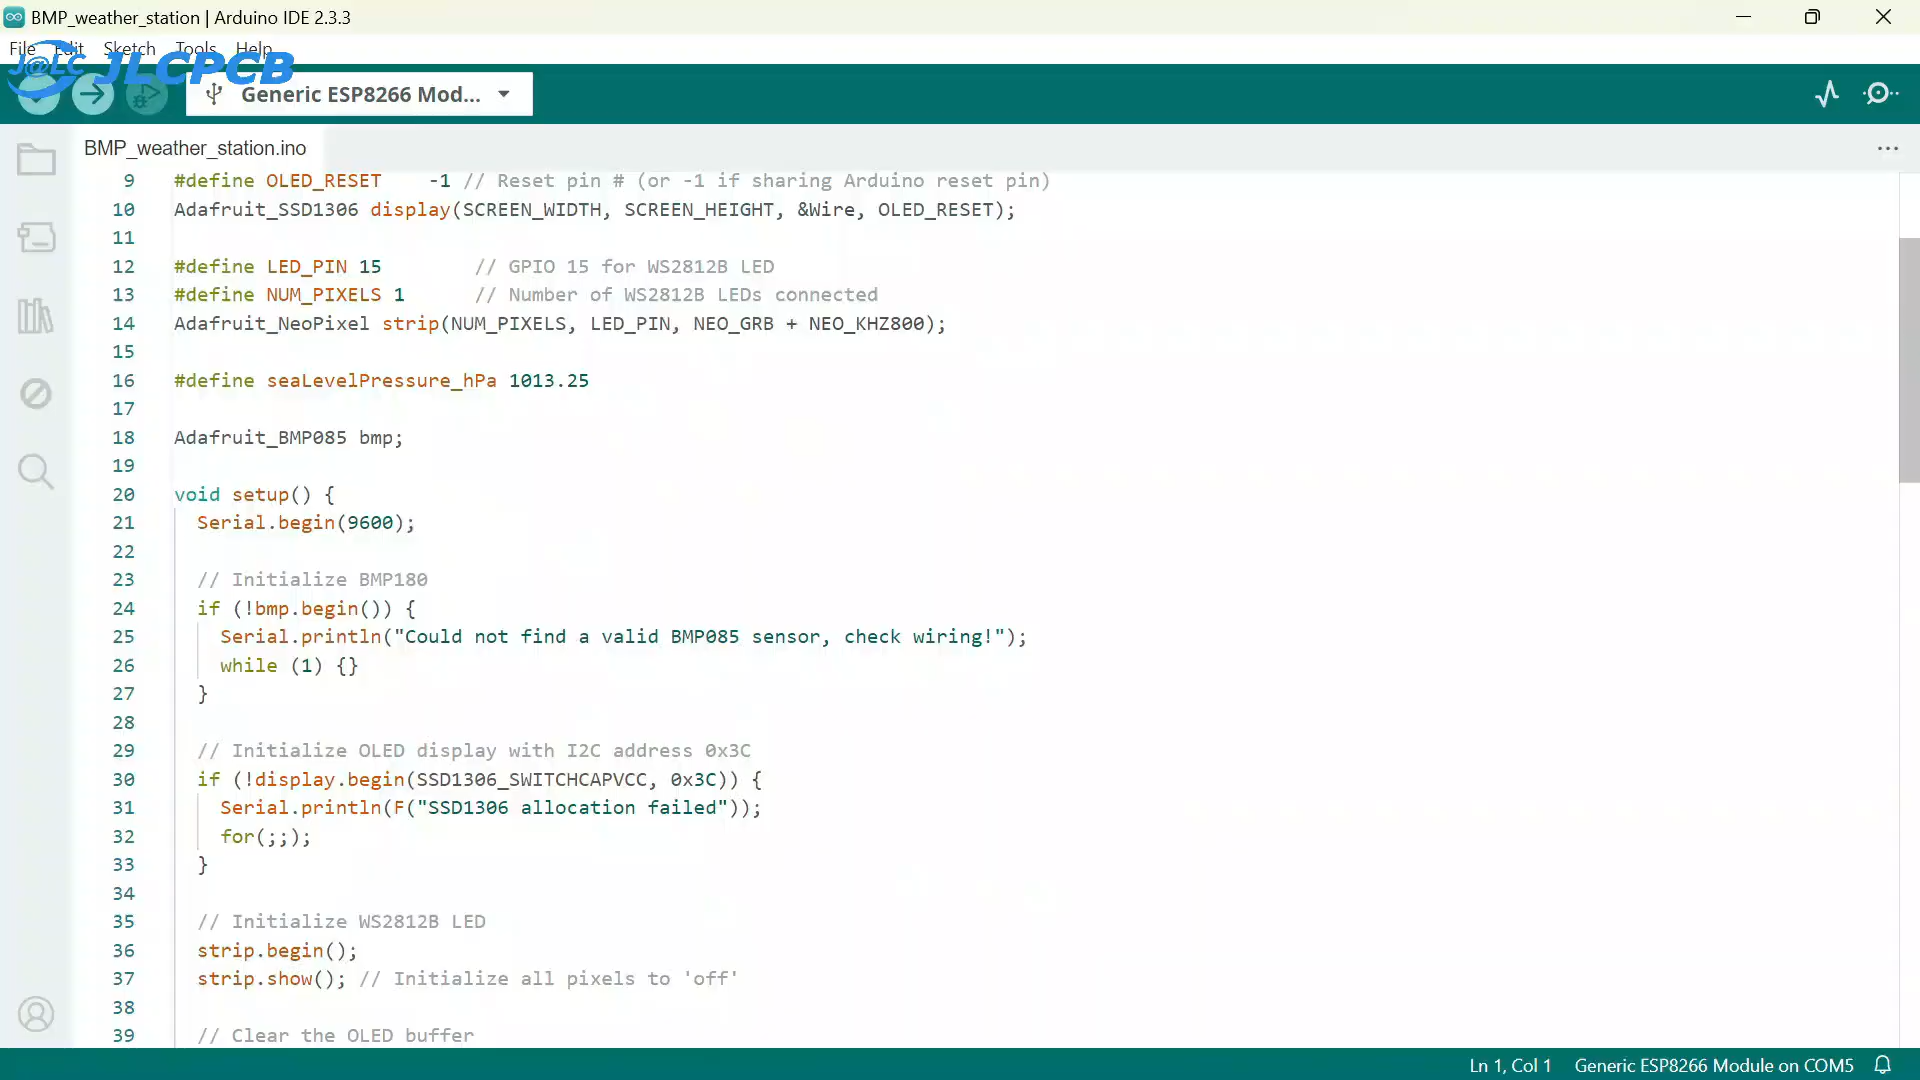 BMP_weather_station | Arduino IDE 2.3.3
File Edit Sketch Tools Help
J@LC JLCPCB
Generic ESP8266 Mod...
BMP_weather_station.ino
9 #define OLED_RESET    -1 // Reset pin # (or -1 if sharing Arduino reset pin)
10 Adafruit_SSD1306 display(SCREEN_WIDTH, SCREEN_HEIGHT, &Wire, OLED_RESET);
11
12 #define LED_PIN 15        // GPIO 15 for WS2812B LED
13 #define NUM_PIXELS 1      // Number of WS2812B LEDs connected
14 Adafruit_NeoPixel strip(NUM_PIXELS, LED_PIN, NEO_GRB + NEO_KHZ800);
15
16 #define seaLevelPressure_hPa 1013.25
17
18 Adafruit_BMP085 bmp;
19
20 void setup() {
21   Serial.begin(9600);
22
23   // Initialize BMP180
24   if (!bmp.begin()) {
25     Serial.println("Could not find a valid BMP085 sensor, check wiring!");
26     while (1) {}
27   }
28
29   // Initialize OLED display with I2C address 0x3C
30   if (!display.begin(SSD1306_SWITCHCAPVCC, 0x3C)) {
31     Serial.println(F("SSD1306 allocation failed"));
32     for(;;);
33   }
34
35   // Initialize WS2812B LED
36   strip.begin();
37   strip.show(); // Initialize all pixels to 'off'
38
39   // Clear the OLED buffer
Ln 1, Col 1 Generic ESP8266 Module on COM5